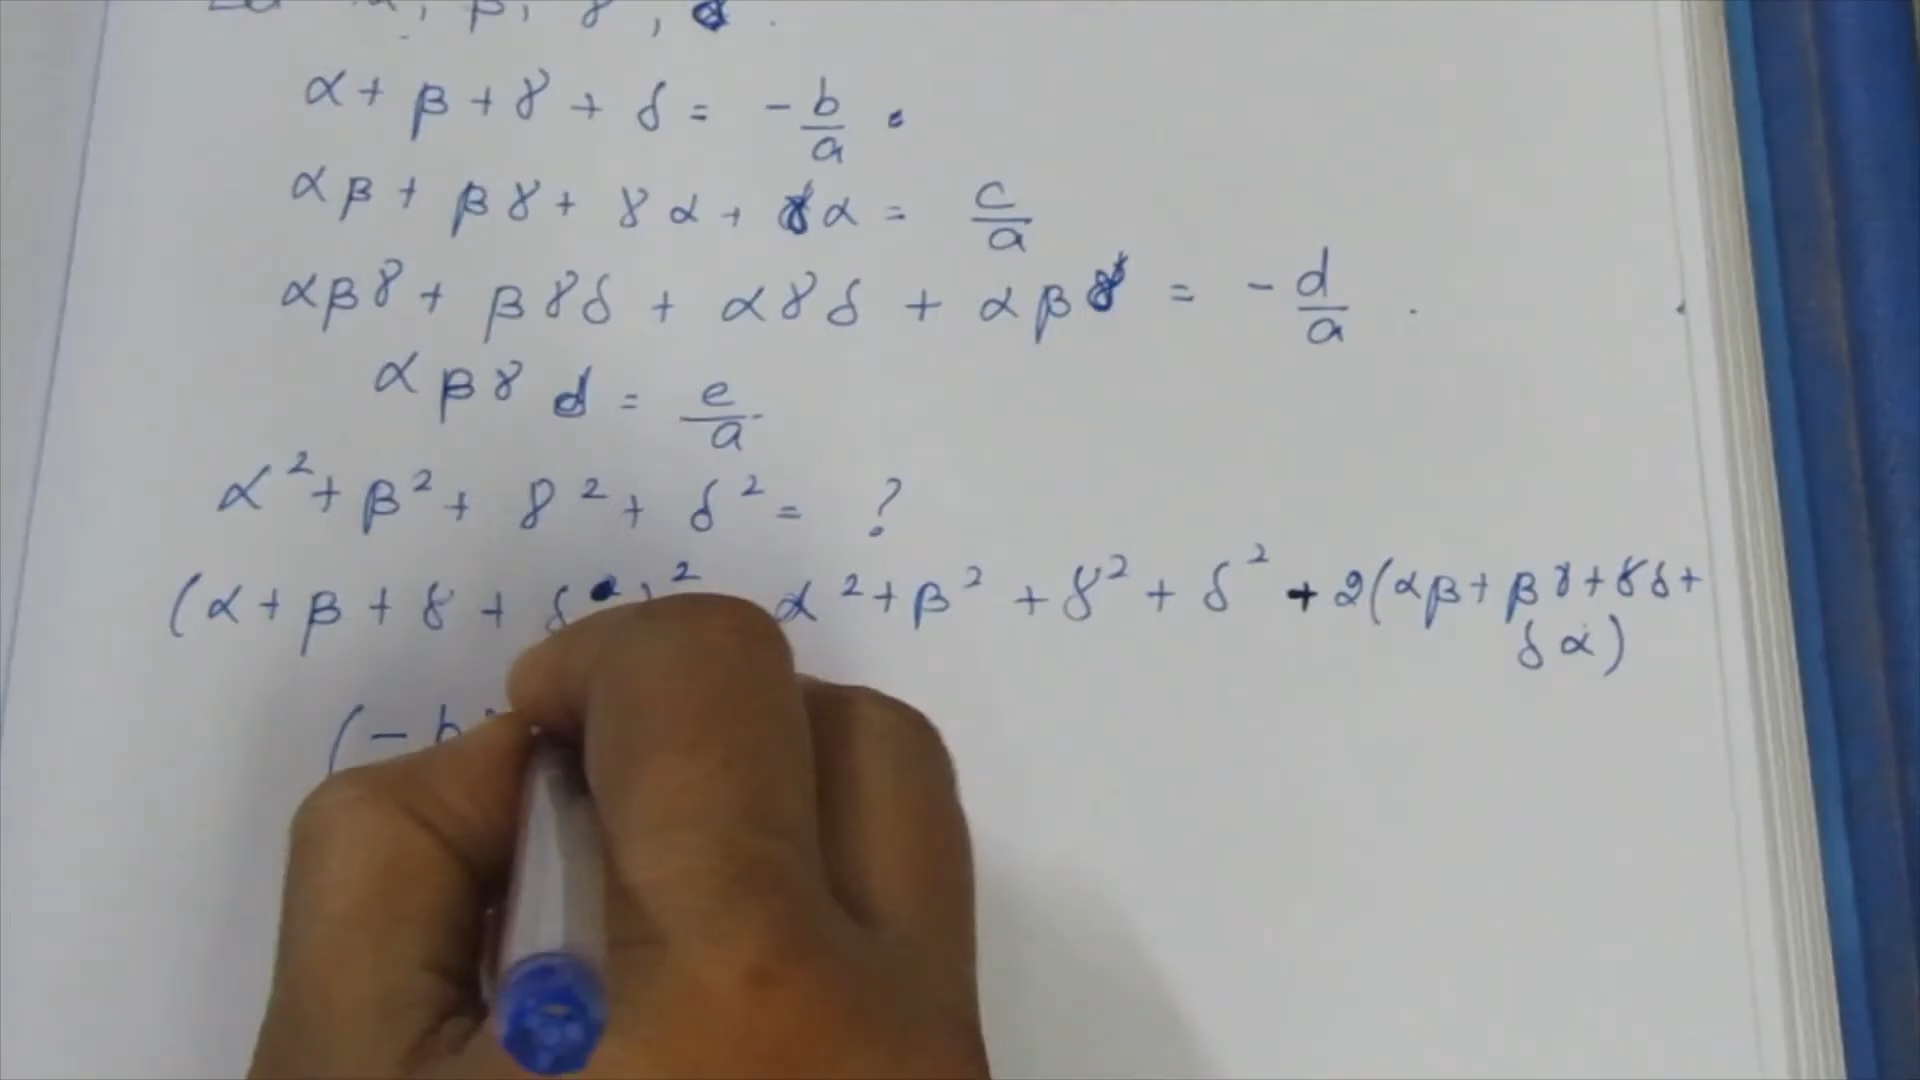 α, β, γ,
α + β + γ + δ = - b/a .
αβ + βγ + γα + δα = c/a
αβγ + βγδ + αγδ + αβδ = - d/a .
αβγ d = e/a
α² + β² + γ² + δ² = ?
(α + β + γ + δ )² α² + β² + γ² + δ² + 2(αβ + βγ + γδ +
δα)
(- b